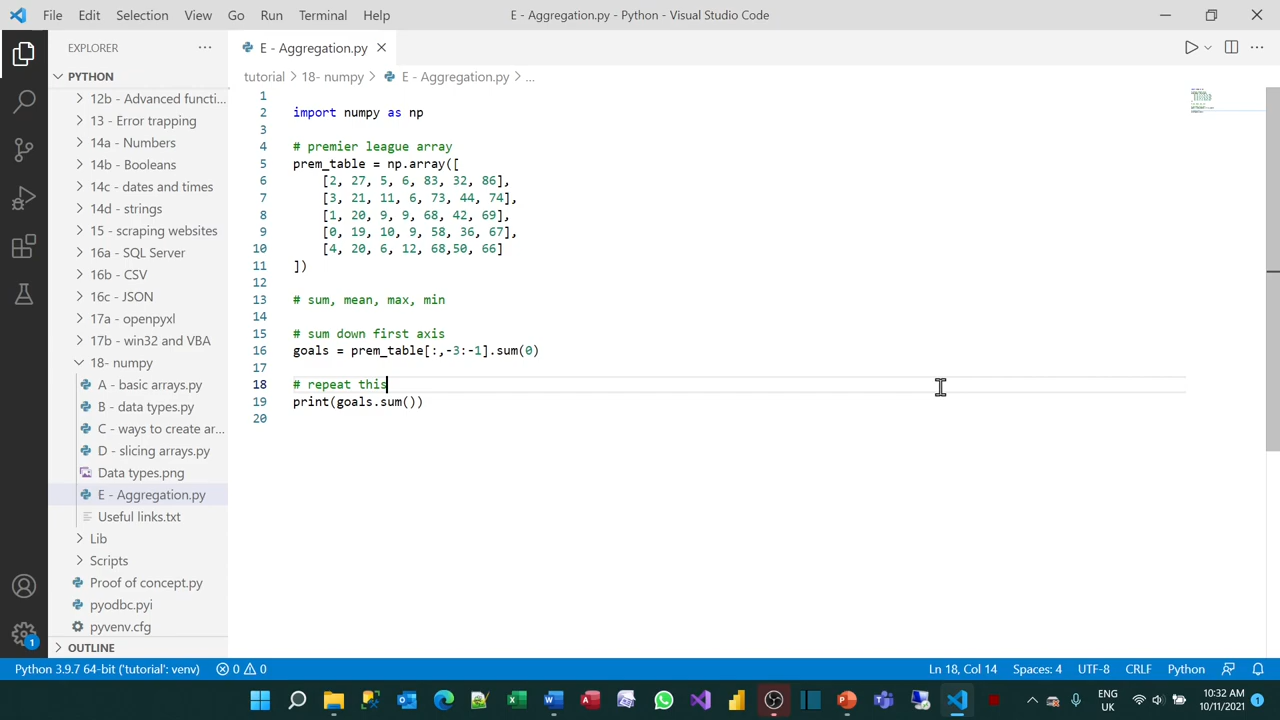 File Edit Selection View Go Run Terminal Help
E - Aggregation.py - Python - Visual Studio Code
EXPLORER
PYTHON
12b - Advanced functi...
13 - Error trapping
14a - Numbers
14b - Booleans
14c - dates and times
14d - strings
15 - scraping websites
16a - SQL Server
16b - CSV
16c - JSON
17a - openpyxl
17b - win32 and VBA
18- numpy
A - basic arrays.py
B - data types.py
C - ways to create ar...
D - slicing arrays.py
Data types.png
E - Aggregation.py
Useful links.txt
Lib
Scripts
Proof of concept.py
pyodbc.pyi
pyvenv.cfg
OUTLINE
E - Aggregation.py
tutorial > 18- numpy > E - Aggregation.py > ...
1
2 import numpy as np
3
4 # premier league array
5 prem_table = np.array([
6 [2, 27, 5, 6, 83, 32, 86],
7 [3, 21, 11, 6, 73, 44, 74],
8 [1, 20, 9, 9, 68, 42, 69],
9 [0, 19, 10, 9, 58, 36, 67],
10 [4, 20, 6, 12, 68,50, 66]
11 ])
12
13 # sum, mean, max, min
14
15 # sum down first axis
16 goals = prem_table[:,-3:-1].sum(0)
17
18 # repeat this
19 print(goals.sum())
20
1
Python 3.9.7 64-bit ('tutorial': venv) 0 0
Ln 18, Col 14 Spaces: 4 UTF-8 CRLF Python
ENG
UK
10:32 AM
10/11/2021
1